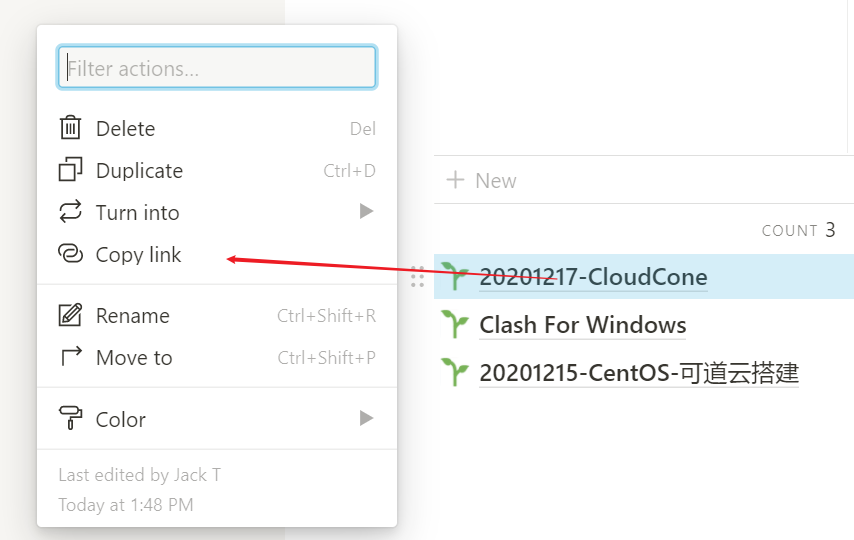 Filter actions...
Delete Del
Duplicate Ctrl+D
Turn into
Copy link
Rename Ctrl+Shift+R
Move to Ctrl+Shift+P
Color
Last edited by Jack T
Today at 1:48 PM
New
COUNT 3
20201217-CloudCone
Clash For Windows
20201215-CentOS-可道云搭建